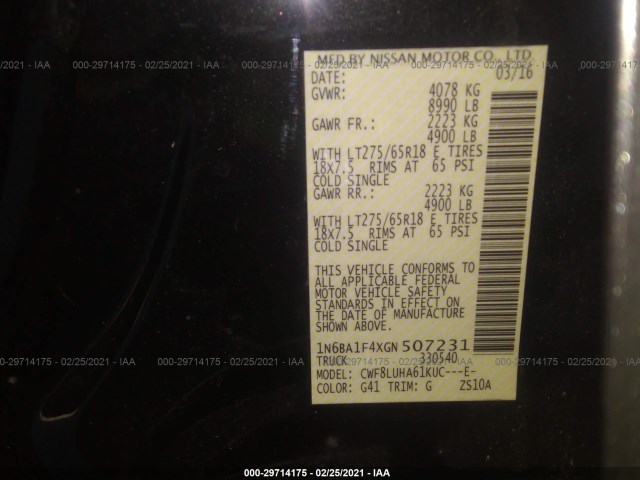 MFD BY NISSAN MOTOR CO., LTD
DATE: 03/16
GVWR: 4078 KG
8990 LB
GAWR FR.: 2223 KG
4900 LB
WITH LT275/65R18 E TIRES
18x7.5 RIMS AT 65 PSI
COLD SINGLE
GAWR RR.: 2223 KG
4900 LB
WITH LT275/65R18 E TIRES
18x7.5 RIMS AT 65 PSI
COLD SINGLE
THIS VEHICLE CONFORMS TO
ALL APPLICABLE FEDERAL
MOTOR VEHICLE SAFETY
STANDARDS IN EFFECT ON
THE DATE OF MANUFACTURE
SHOWN ABOVE.
1N6BA1F4XGN 507231
TRUCK 330540
MODEL: CWF8LUHA61KUC---E-
COLOR: G41 TRIM: G ZS10A
000-29714175 - 02/25/2021 - IAA